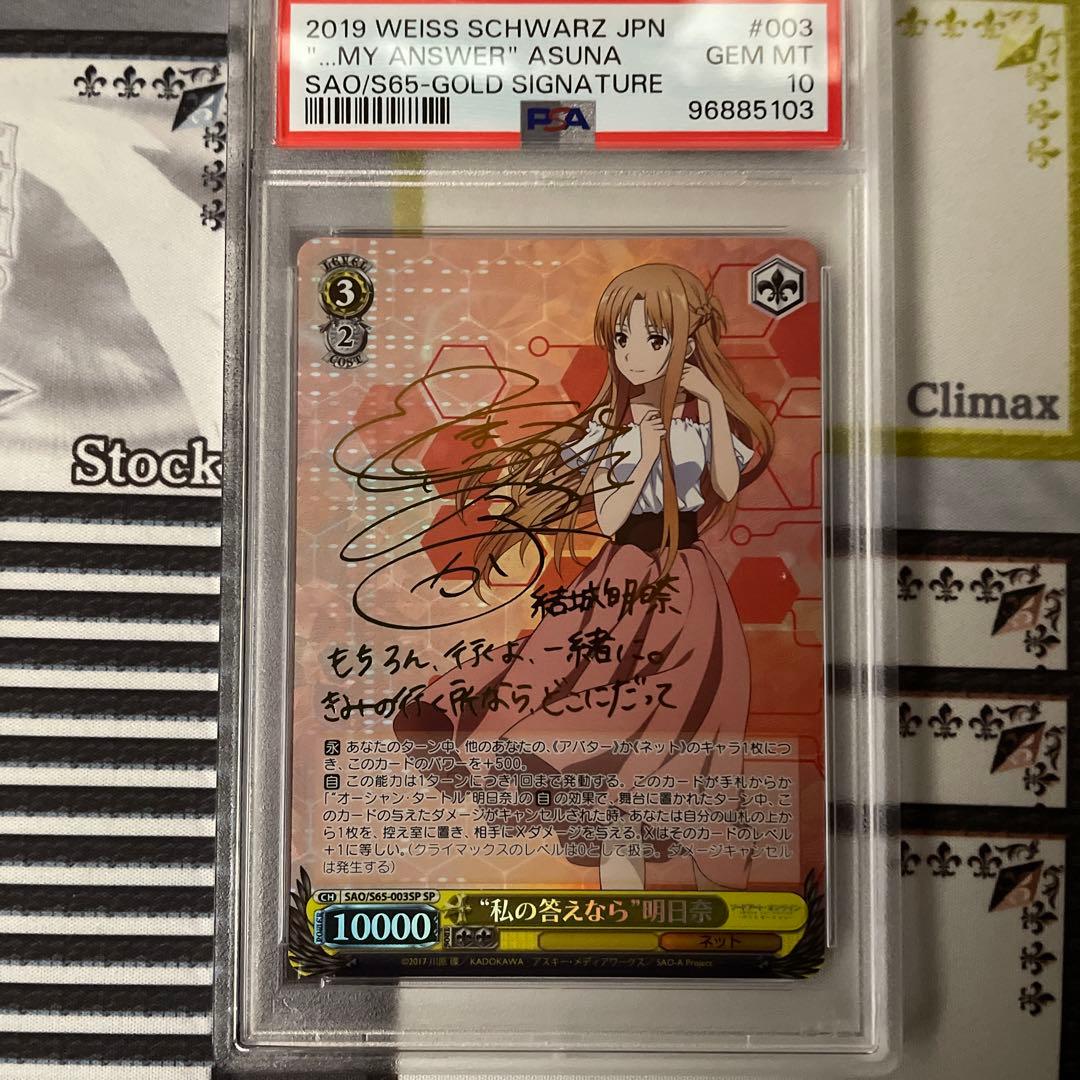 2019 WEISS SCHWARZ JPN #003
"...MY ANSWER" ASUNA GEM MT
SAO/S65-GOLD SIGNATURE 10
96885103
PSA
LEVEL
3
2
COST
Stock
Climax
結城明日奈
もちろん、行くよ、一緒に。
きみの行く所なら、どこにだって
永 あなたのターン中、他のあなたの、《アバター》か《ネット》のキャラ1枚につ
き、このカードのパワーを+500。
自 この能力は1ターンにつき1回まで発動する。このカードが手札からか
「“オーシャン・タートル”明日奈」の 自 の効果で、舞台に置かれたターン中、こ
のカードの与えたダメージがキャンセルされた時、あなたは自分の山札の上か
ら1枚を、控え室に置き、相手にXダメージを与える。Xはそのカードのレベル
+1に等しい。(クライマックスのレベルは0として扱う。ダメージキャンセル
は発生する)
CH SAO/S65-003SP SP
POWER 10000 “私の答えなら”明日奈
SOUL
ネット
©2017 川原 礫/KADOKAWA アスキー・メディアワークス/SAO-A Project